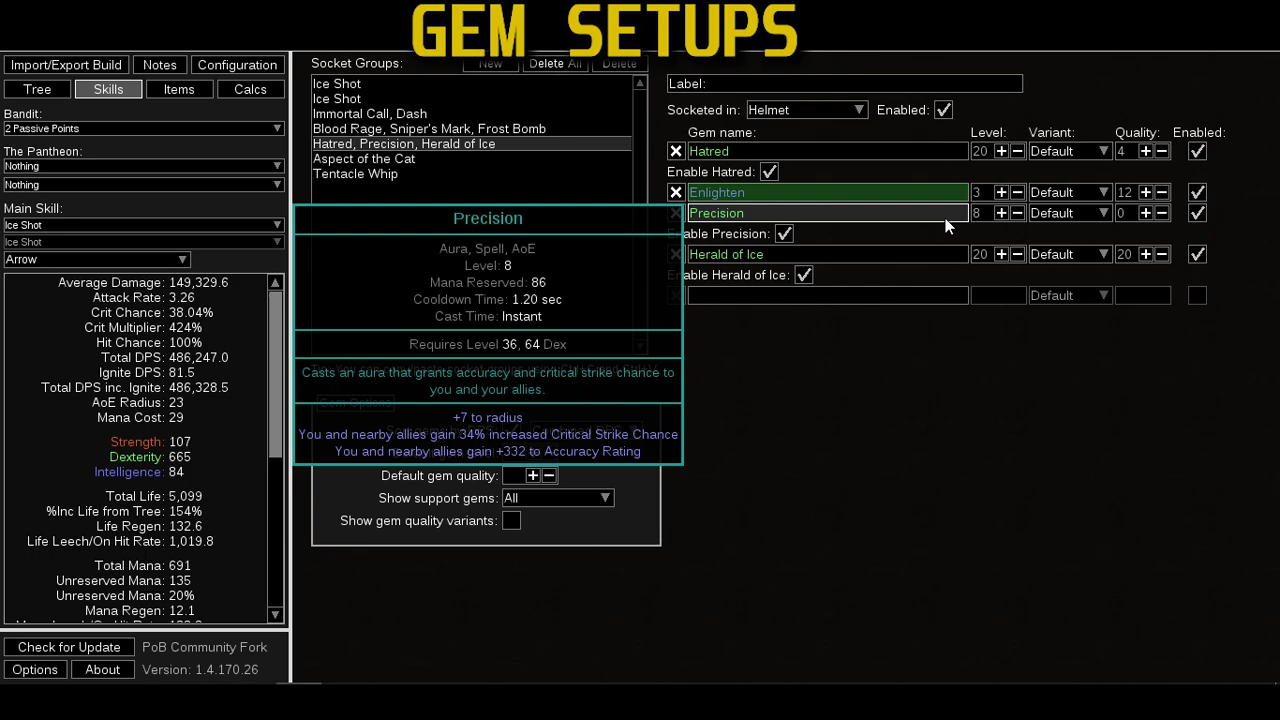 GEM SETUPS
Import/Export Build Notes Configuration
Tree Skills Items Calcs
Bandit:
2 Passive Points
The Pantheon:
Nothing
Nothing
Main Skill:
Ice Shot
Ice Shot
Arrow
Average Damage: 149,329.6
Attack Rate: 3.26
Crit Chance: 38.04%
Crit Multiplier: 424%
Hit Chance: 100%
Total DPS: 486,247.0
Ignite DPS: 81.5
Total DPS inc. Ignite: 486,328.5
AoE Radius: 23
Mana Cost: 29
Strength: 107
Dexterity: 665
Intelligence: 84
Total Life: 5,099
%Inc Life from Tree: 154%
Life Regen: 132.6
Life Leech/On Hit Rate: 1,019.8
Total Mana: 691
Unreserved Mana: 135
Unreserved Mana: 20%
Mana Regen: 12.1
Check for Update PoB Community Fork
Options About Version: 1.4.170.26
Socket Groups: New Delete All Delete
Ice Shot
Ice Shot
Immortal Call, Dash
Blood Rage, Sniper's Mark, Frost Bomb
Hatred, Precision, Herald of Ice
Aspect of the Cat
Tentacle Whip
Precision
Aura, Spell, AoE
Level: 8
Mana Reserved: 86
Cooldown Time: 1.20 sec
Cast Time: Instant
Requires Level 36, 64 Dex
Casts an aura that grants accuracy and critical strike chance to
you and your allies.
+7 to radius
You and nearby allies gain 34% increased Critical Strike Chance
You and nearby allies gain +332 to Accuracy Rating
Gem Options
Default gem quality:
Show support gems: All
Show gem quality variants:
Label:
Socketed in: Helmet Enabled:
Gem name: Level: Variant: Quality: Enabled:
Hatred 20 Default 4
Enable Hatred:
Enlighten 3 Default 12
Precision 8 Default 0
able Precision:
Herald of Ice 20 Default 20
Enable Herald of Ice:
Default